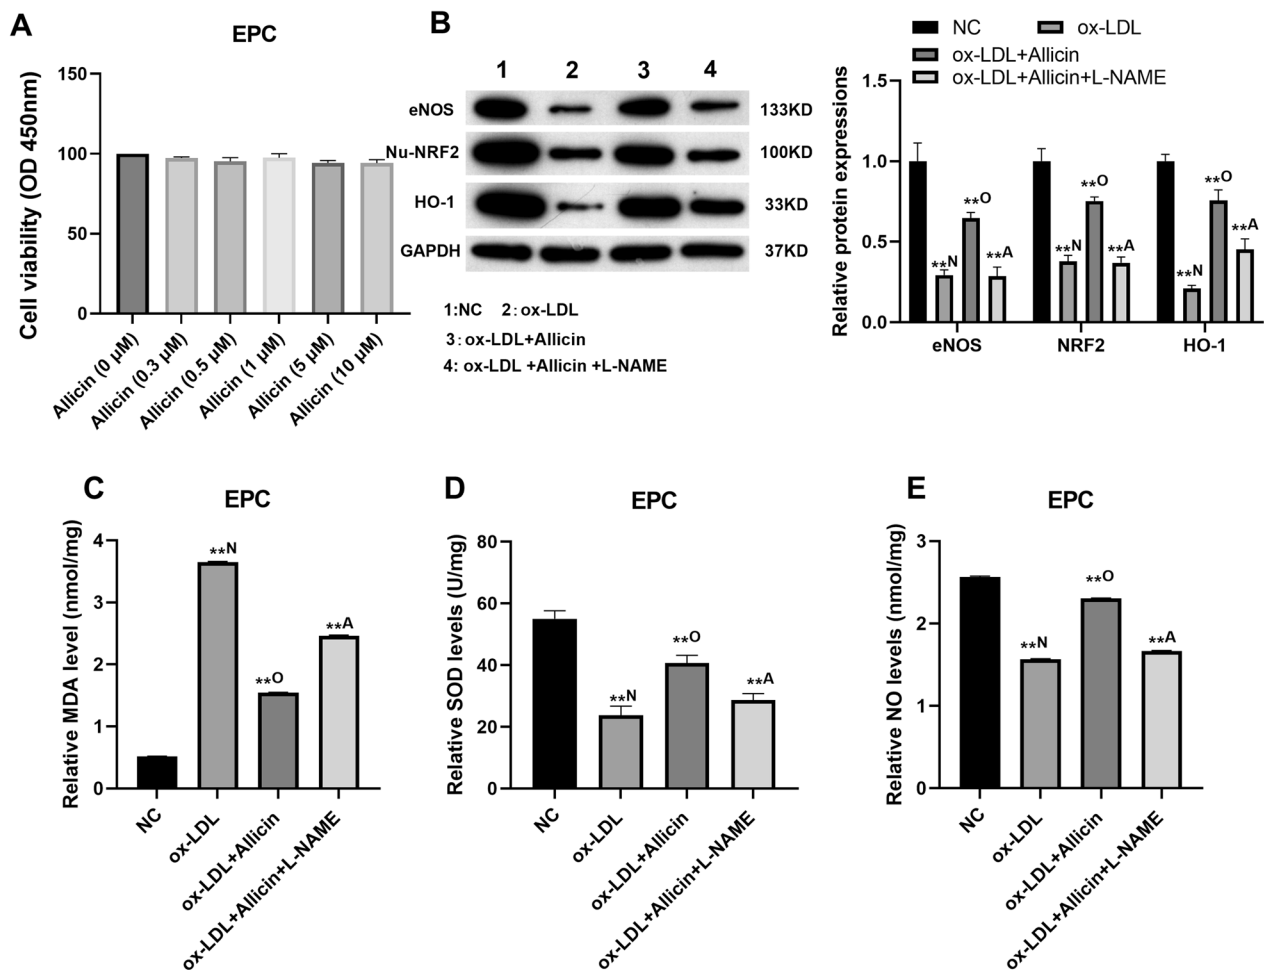 A
EPC
Cell viability (OD 450nm)
150
100
50
0
Allicin (0 μM)
Allicin (0.3 μM)
Allicin (0.5 μM)
Allicin (1 μM)
Allicin (5 μM)
Allicin (10 μM)
B
1 2 3 4
eNOS 133KD
Nu-NRF2 100KD
HO-1 33KD
GAPDH 37KD
1:NC 2: ox-LDL
3: ox-LDL+Allicin
4: ox-LDL +Allicin +L-NAME
NC ox-LDL
ox-LDL+Allicin
ox-LDL+Allicin+L-NAME
Relative protein expressions
1.5
1.0
0.5
0.0
**N **O **A
**N **O **A
**N **O **A
eNOS NRF2 HO-1
C
EPC
Relative MDA level (nmol/mg)
4
3
2
1
0
**N
**O
**A
NC
ox-LDL
ox-LDL+Allicin
ox-LDL+Allicin+L-NAME
D
EPC
Relative SOD levels (U/mg)
80
60
40
20
0
**N
**O
**A
NC
ox-LDL
ox-LDL+Allicin
ox-LDL+Allicin+L-NAME
E
EPC
Relative NO levels (nmol/mg)
3
2
1
0
**N
**O
**A
NC
ox-LDL
ox-LDL+Allicin
ox-LDL+Allicin+L-NAME